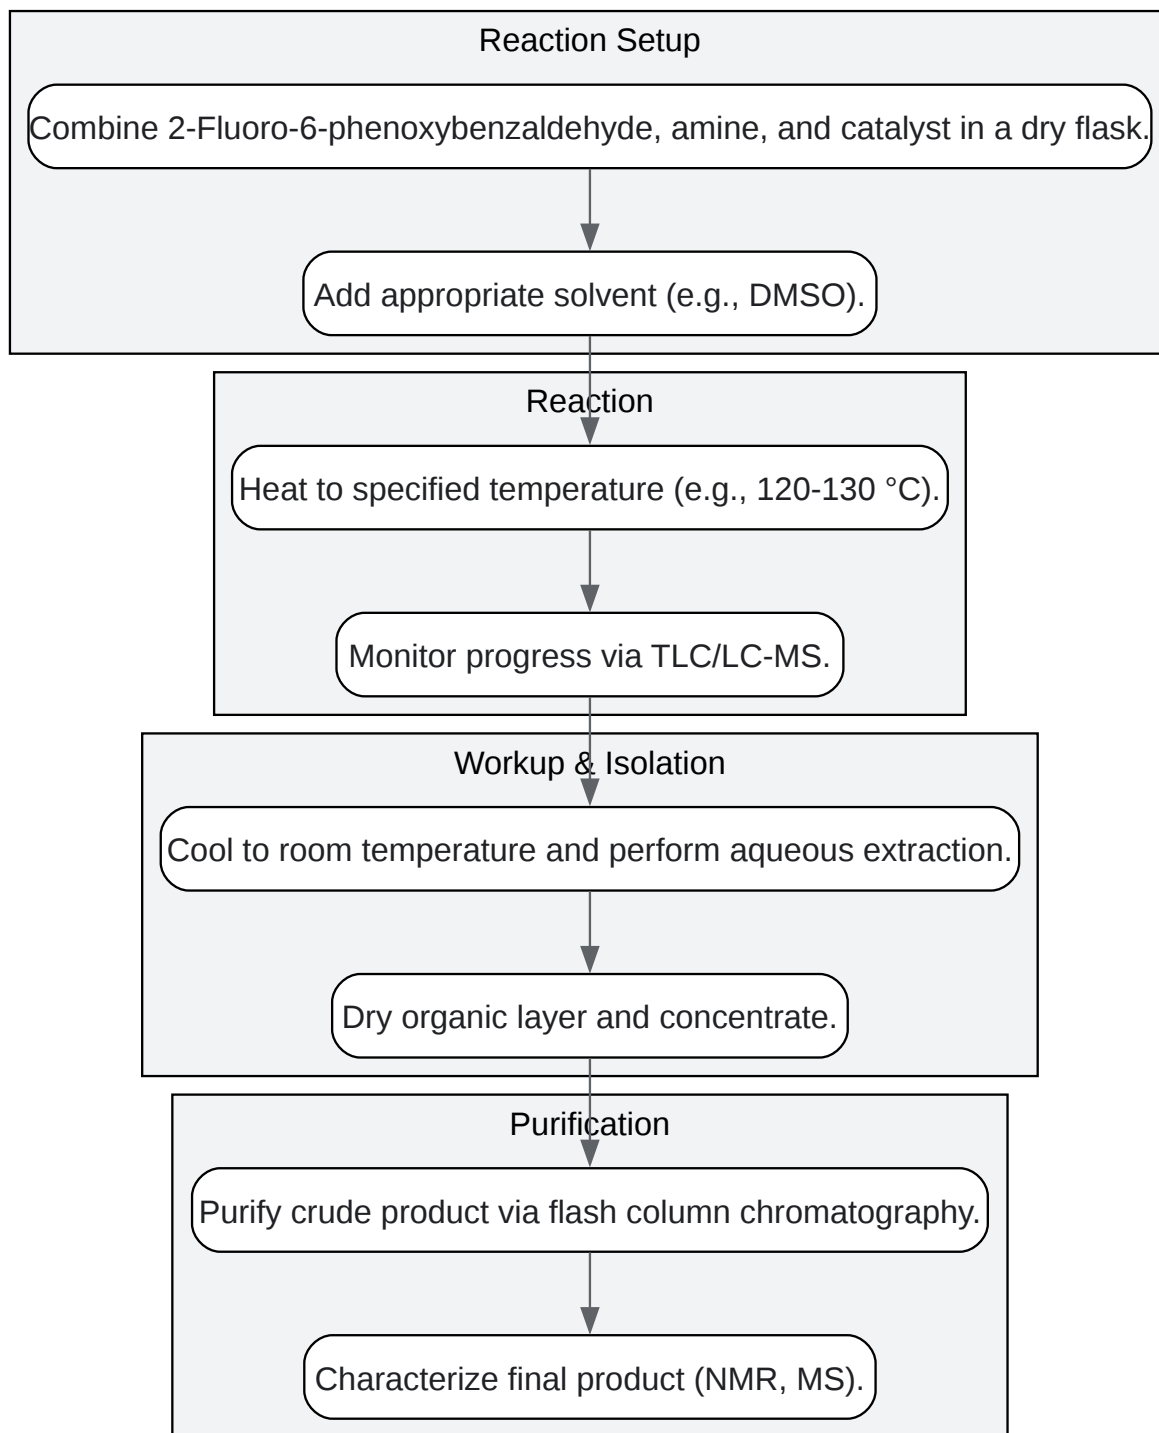 Reaction Setup
Combine 2-Fluoro-6-phenoxybenzaldehyde, amine, and catalyst in a dry flask.
Add appropriate solvent (e.g., DMSO).
Reaction
Heat to specified temperature (e.g., 120-130 °C).
Monitor progress via TLC/LC-MS.
Workup & Isolation
Cool to room temperature and perform aqueous extraction.
Dry organic layer and concentrate.
Purification
Purify crude product via flash column chromatography.
Characterize final product (NMR, MS).